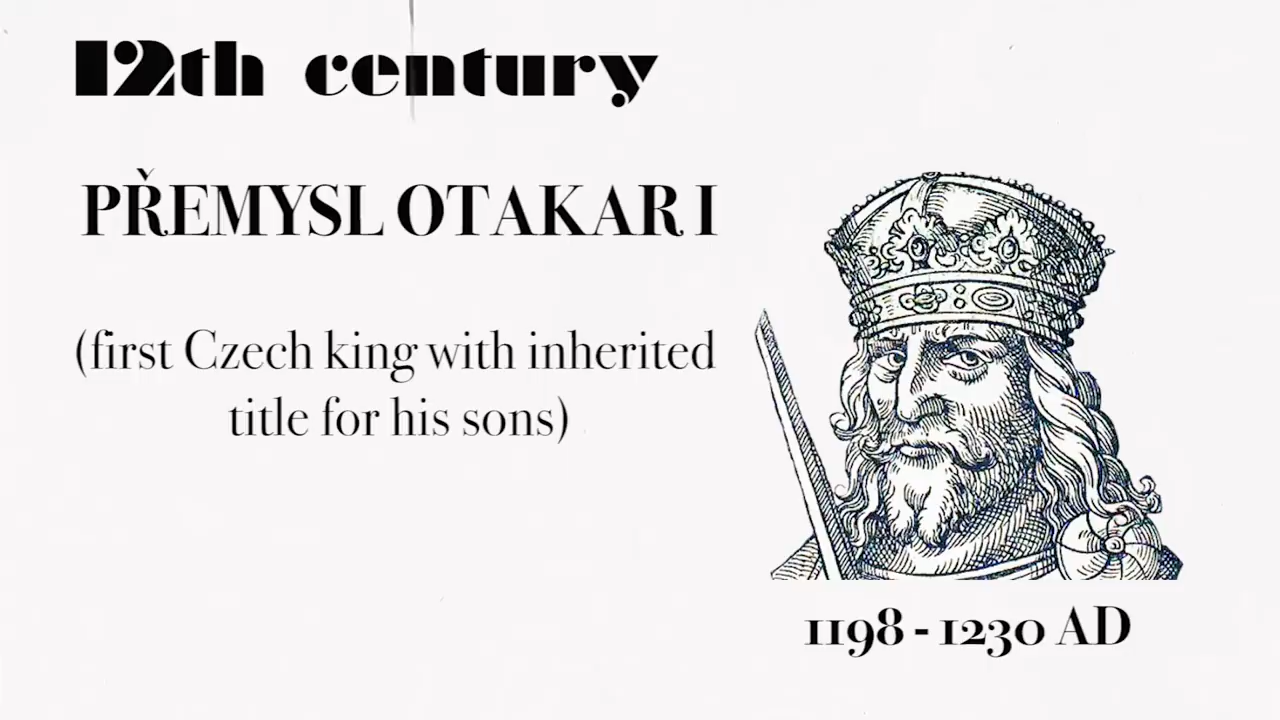 12th century
PŘEMYSL OTAKAR I
(first Czech king with inherited
title for his sons)
1198 - 1230 AD